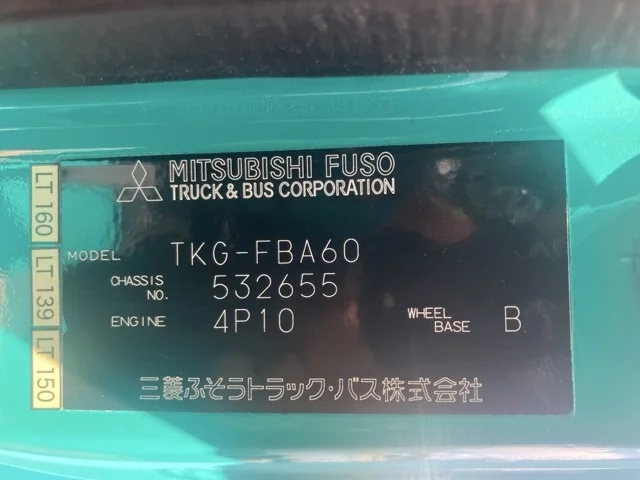 MITSUBISHI FUSO
TRUCK & BUS CORPORATION
MODEL TKG-FBA60
CHASSIS NO. 532655
ENGINE 4P10 WHEEL BASE B
三菱ふそうトラック・バス株式会社
LT 160
LT 139
LT 150